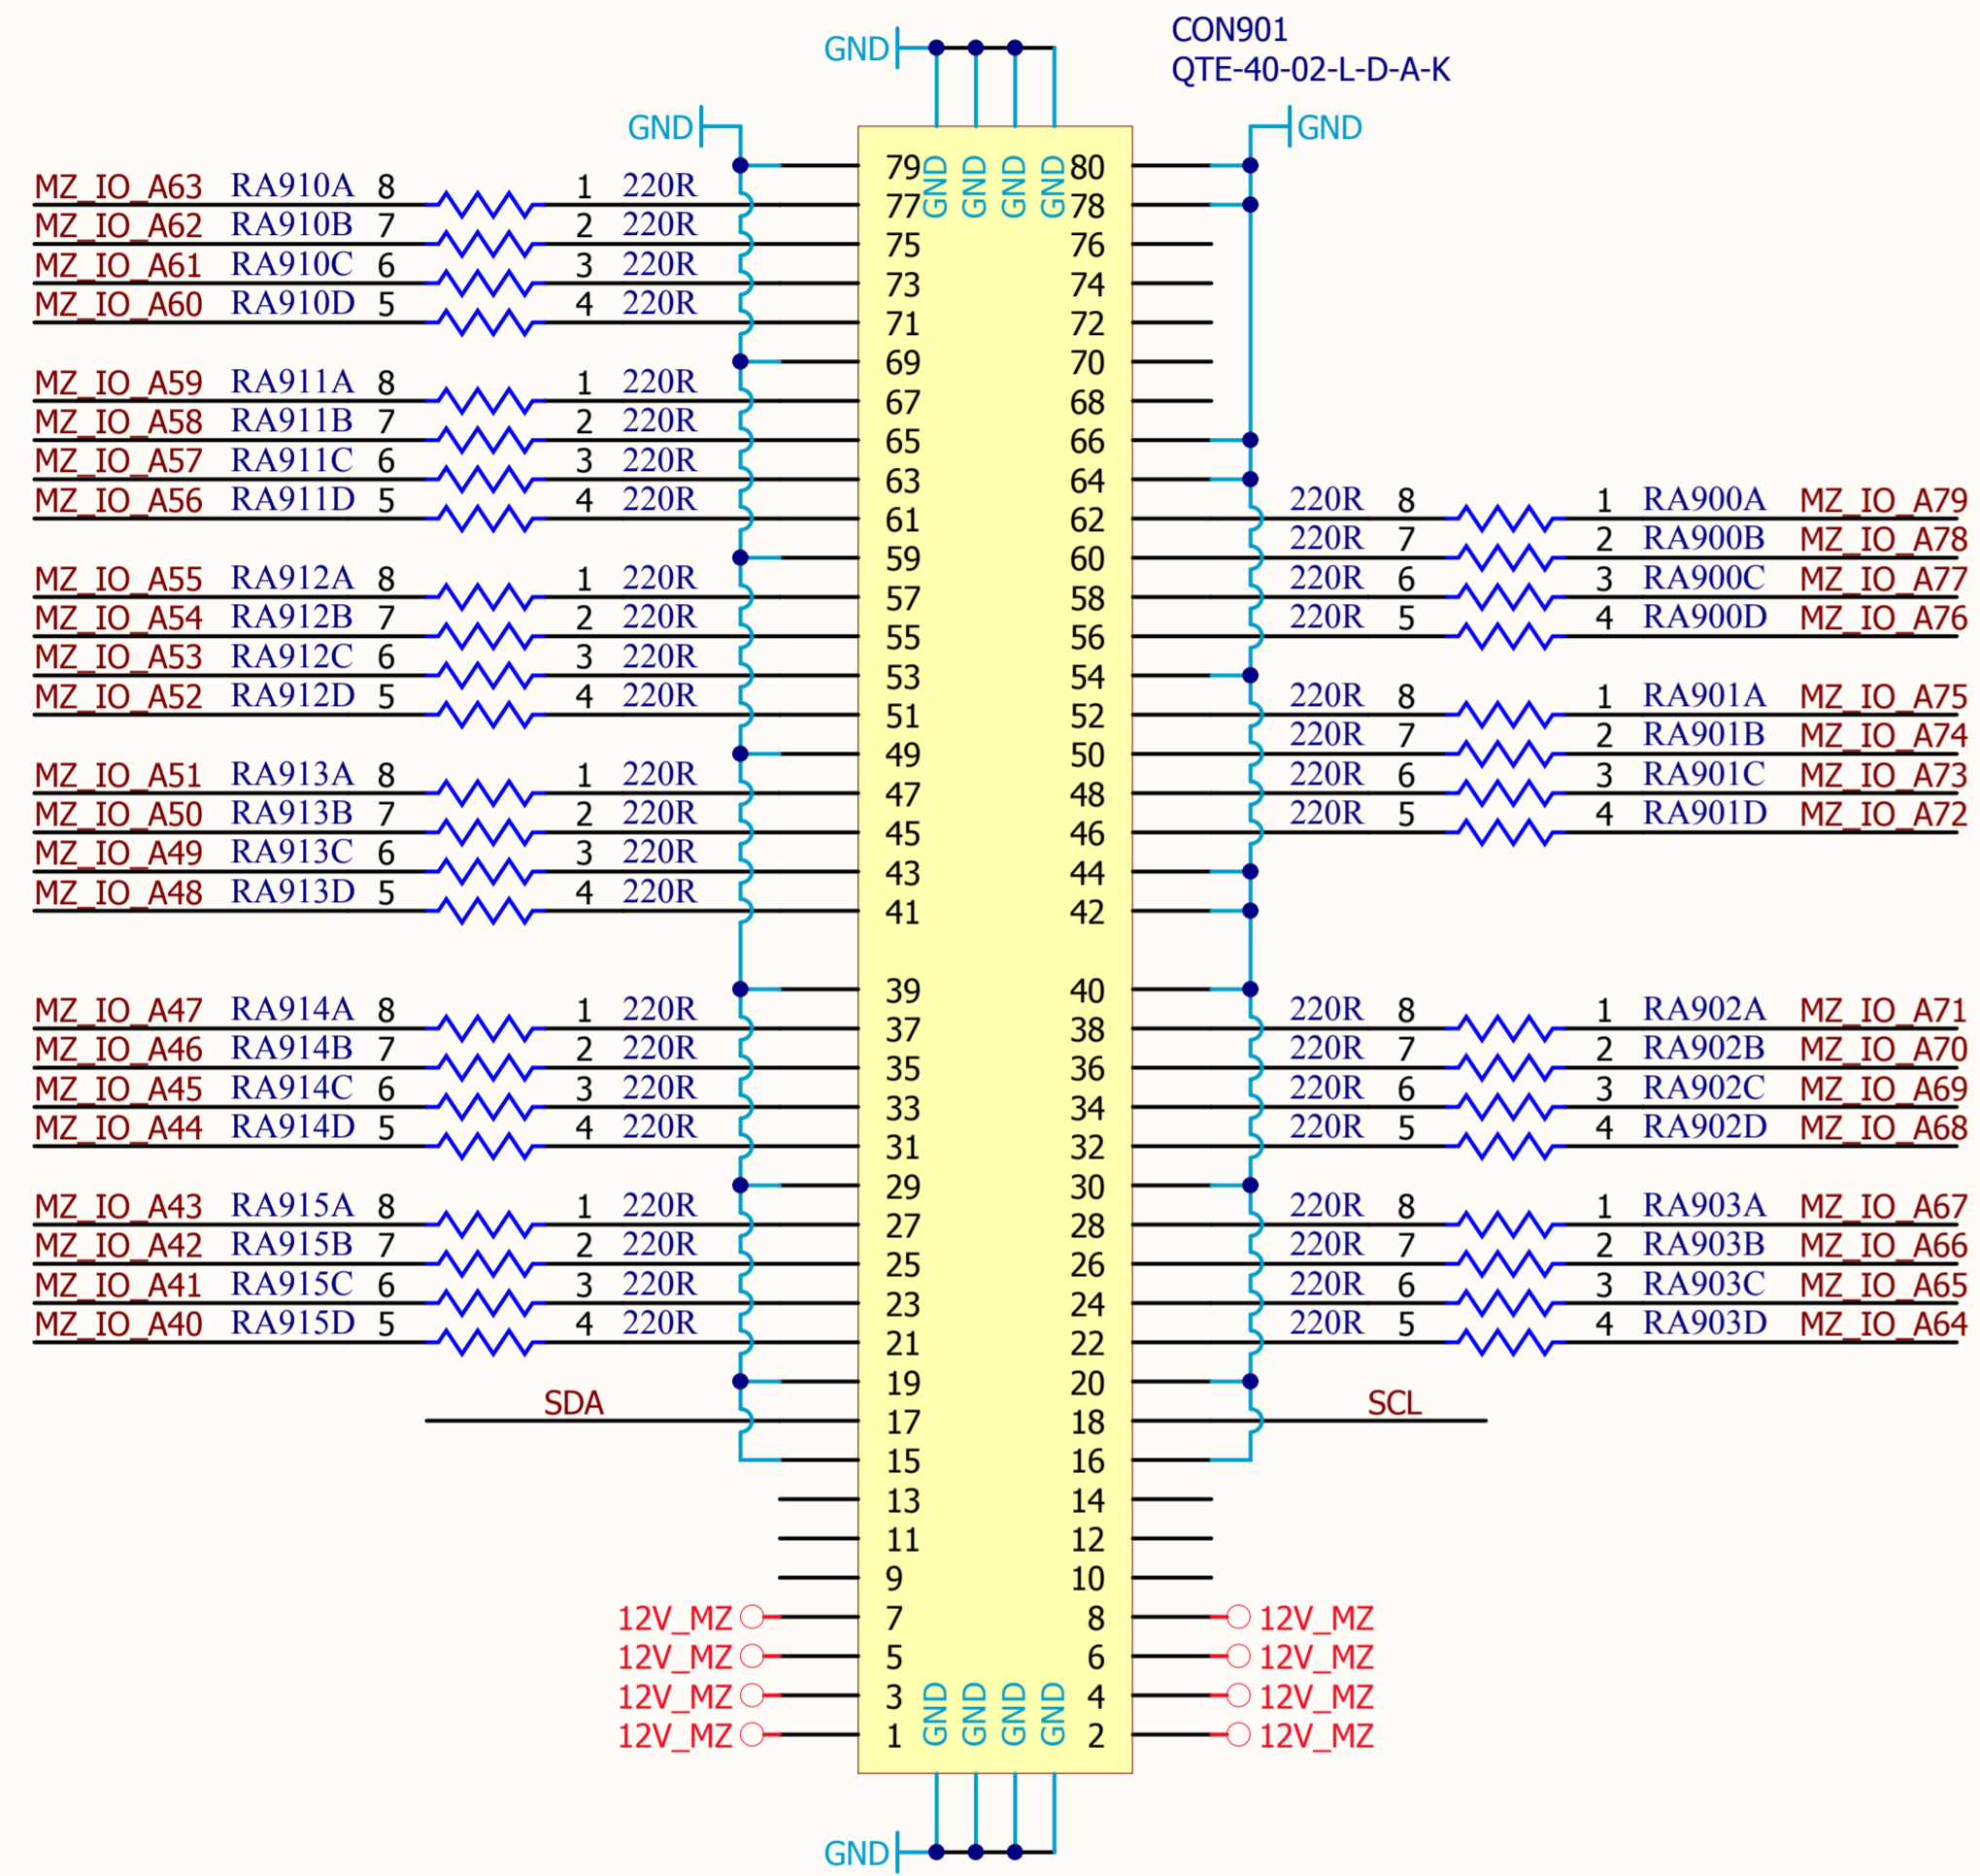 CON901
QTE-40-02-L-D-A-K
GND
GND GND
79 GND GND GND GND 80
MZ_IO_A63 RA910A 8 1 220R 77 78
MZ_IO_A62 RA910B 7 2 220R 75 76
MZ_IO_A61 RA910C 6 3 220R 73 74
MZ_IO_A60 RA910D 5 4 220R 71 72
69 70
MZ_IO_A59 RA911A 8 1 220R 67 68
MZ_IO_A58 RA911B 7 2 220R 65 66
MZ_IO_A57 RA911C 6 3 220R 63 64
MZ_IO_A56 RA911D 5 4 220R 61 62 220R 8 1 RA900A MZ_IO_A79
59 60 220R 7 2 RA900B MZ_IO_A78
MZ_IO_A55 RA912A 8 1 220R 57 58 220R 6 3 RA900C MZ_IO_A77
MZ_IO_A54 RA912B 7 2 220R 55 56 220R 5 4 RA900D MZ_IO_A76
MZ_IO_A53 RA912C 6 3 220R 53 54
MZ_IO_A52 RA912D 5 4 220R 51 52 220R 8 1 RA901A MZ_IO_A75
49 50 220R 7 2 RA901B MZ_IO_A74
MZ_IO_A51 RA913A 8 1 220R 47 48 220R 6 3 RA901C MZ_IO_A73
MZ_IO_A50 RA913B 7 2 220R 45 46 220R 5 4 RA901D MZ_IO_A72
MZ_IO_A49 RA913C 6 3 220R 43 44
MZ_IO_A48 RA913D 5 4 220R 41 42
39 40
MZ_IO_A47 RA914A 8 1 220R 37 38 220R 8 1 RA902A MZ_IO_A71
MZ_IO_A46 RA914B 7 2 220R 35 36 220R 7 2 RA902B MZ_IO_A70
MZ_IO_A45 RA914C 6 3 220R 33 34 220R 6 3 RA902C MZ_IO_A69
MZ_IO_A44 RA914D 5 4 220R 31 32 220R 5 4 RA902D MZ_IO_A68
29 30
MZ_IO_A43 RA915A 8 1 220R 27 28 220R 8 1 RA903A MZ_IO_A67
MZ_IO_A42 RA915B 7 2 220R 25 26 220R 7 2 RA903B MZ_IO_A66
MZ_IO_A41 RA915C 6 3 220R 23 24 220R 6 3 RA903C MZ_IO_A65
MZ_IO_A40 RA915D 5 4 220R 21 22 220R 5 4 RA903D MZ_IO_A64
19 20
SDA 17 18 SCL
15 16
13 14
11 12
9 10
12V_MZ 7 8 12V_MZ
12V_MZ 5 6 12V_MZ
12V_MZ 3 4 12V_MZ
12V_MZ 1 GND GND GND GND 2 12V_MZ
GND